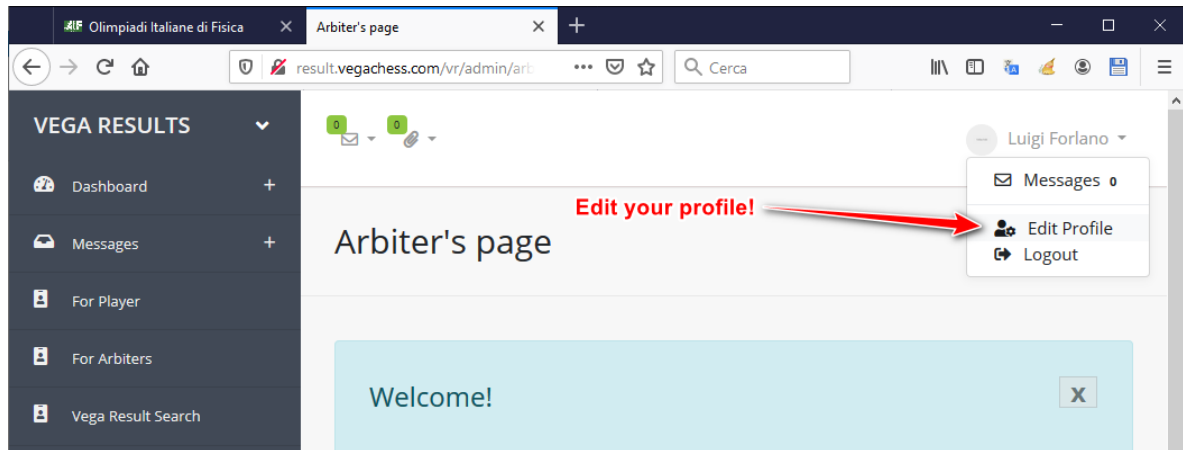 Olimpiadi Italiane di Fisica
Arbiter's page
result.vegachess.com/vr/admin/arb
Cerca
VEGA RESULTS
0
0
Luigi Forlano
Dashboard
Messages 0
Edit your profile!
Edit Profile
Logout
Arbiter's page
Messages
For Player
For Arbiters
Welcome!
X
Vega Result Search